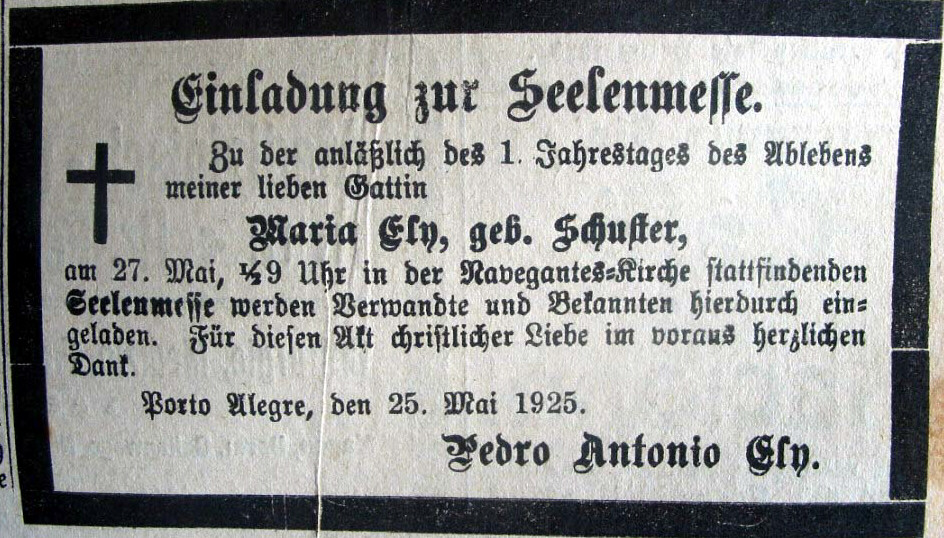 Einladung zur Seelenmesse.
Zu der anläßlich des 1. Jahrestages des Ablebens
meiner lieben Gattin
Maria Ely, geb. Schuster,
am 27. Mai, ½9 Uhr in der Navegantes-Kirche stattfindenden
Seelenmesse werden Verwandte und Bekannten hierdurch ein-
geladen. Für diesen Akt christlicher Liebe im voraus herzlichen
Dank.
Porto Alegre, den 25. Mai 1925.
Pedro Antonio Ely.